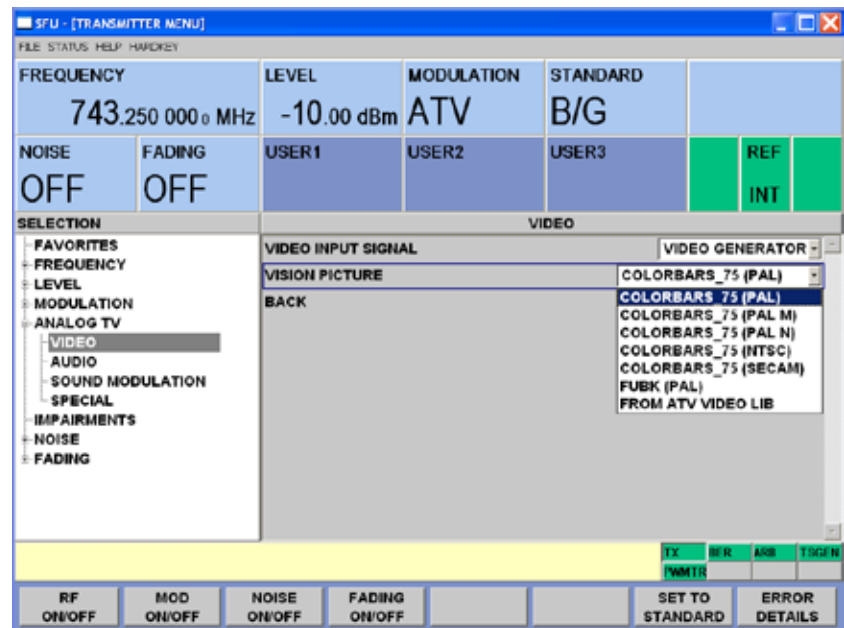 SFU - [TRANSMITTER MENU]
FILE STATUS HELP HARDKEY
FREQUENCY LEVEL MODULATION STANDARD
743.250 000 0 MHz -10.00 dBm ATV B/G
NOISE FADING USER1 USER2 USER3 REF
OFF OFF INT
SELECTION VIDEO
FAVORITES
FREQUENCY
LEVEL
MODULATION
ANALOG TV
VIDEO
AUDIO
SOUND MODULATION
SPECIAL
IMPAIRMENTS
NOISE
FADING
VIDEO INPUT SIGNAL VIDEO GENERATOR
VISION PICTURE COLORBARS_75 (PAL)
BACK
COLORBARS_75 (PAL)
COLORBARS_75 (PAL M)
COLORBARS_75 (PAL N)
COLORBARS_75 (NTSC)
COLORBARS_75 (SECAM)
FUBK (PAL)
FROM ATV VIDEO LIB
TX BER ARB TSGEN
PWMTR
RF ON/OFF
MOD ON/OFF
NOISE ON/OFF
FADING ON/OFF
SET TO STANDARD
ERROR DETAILS